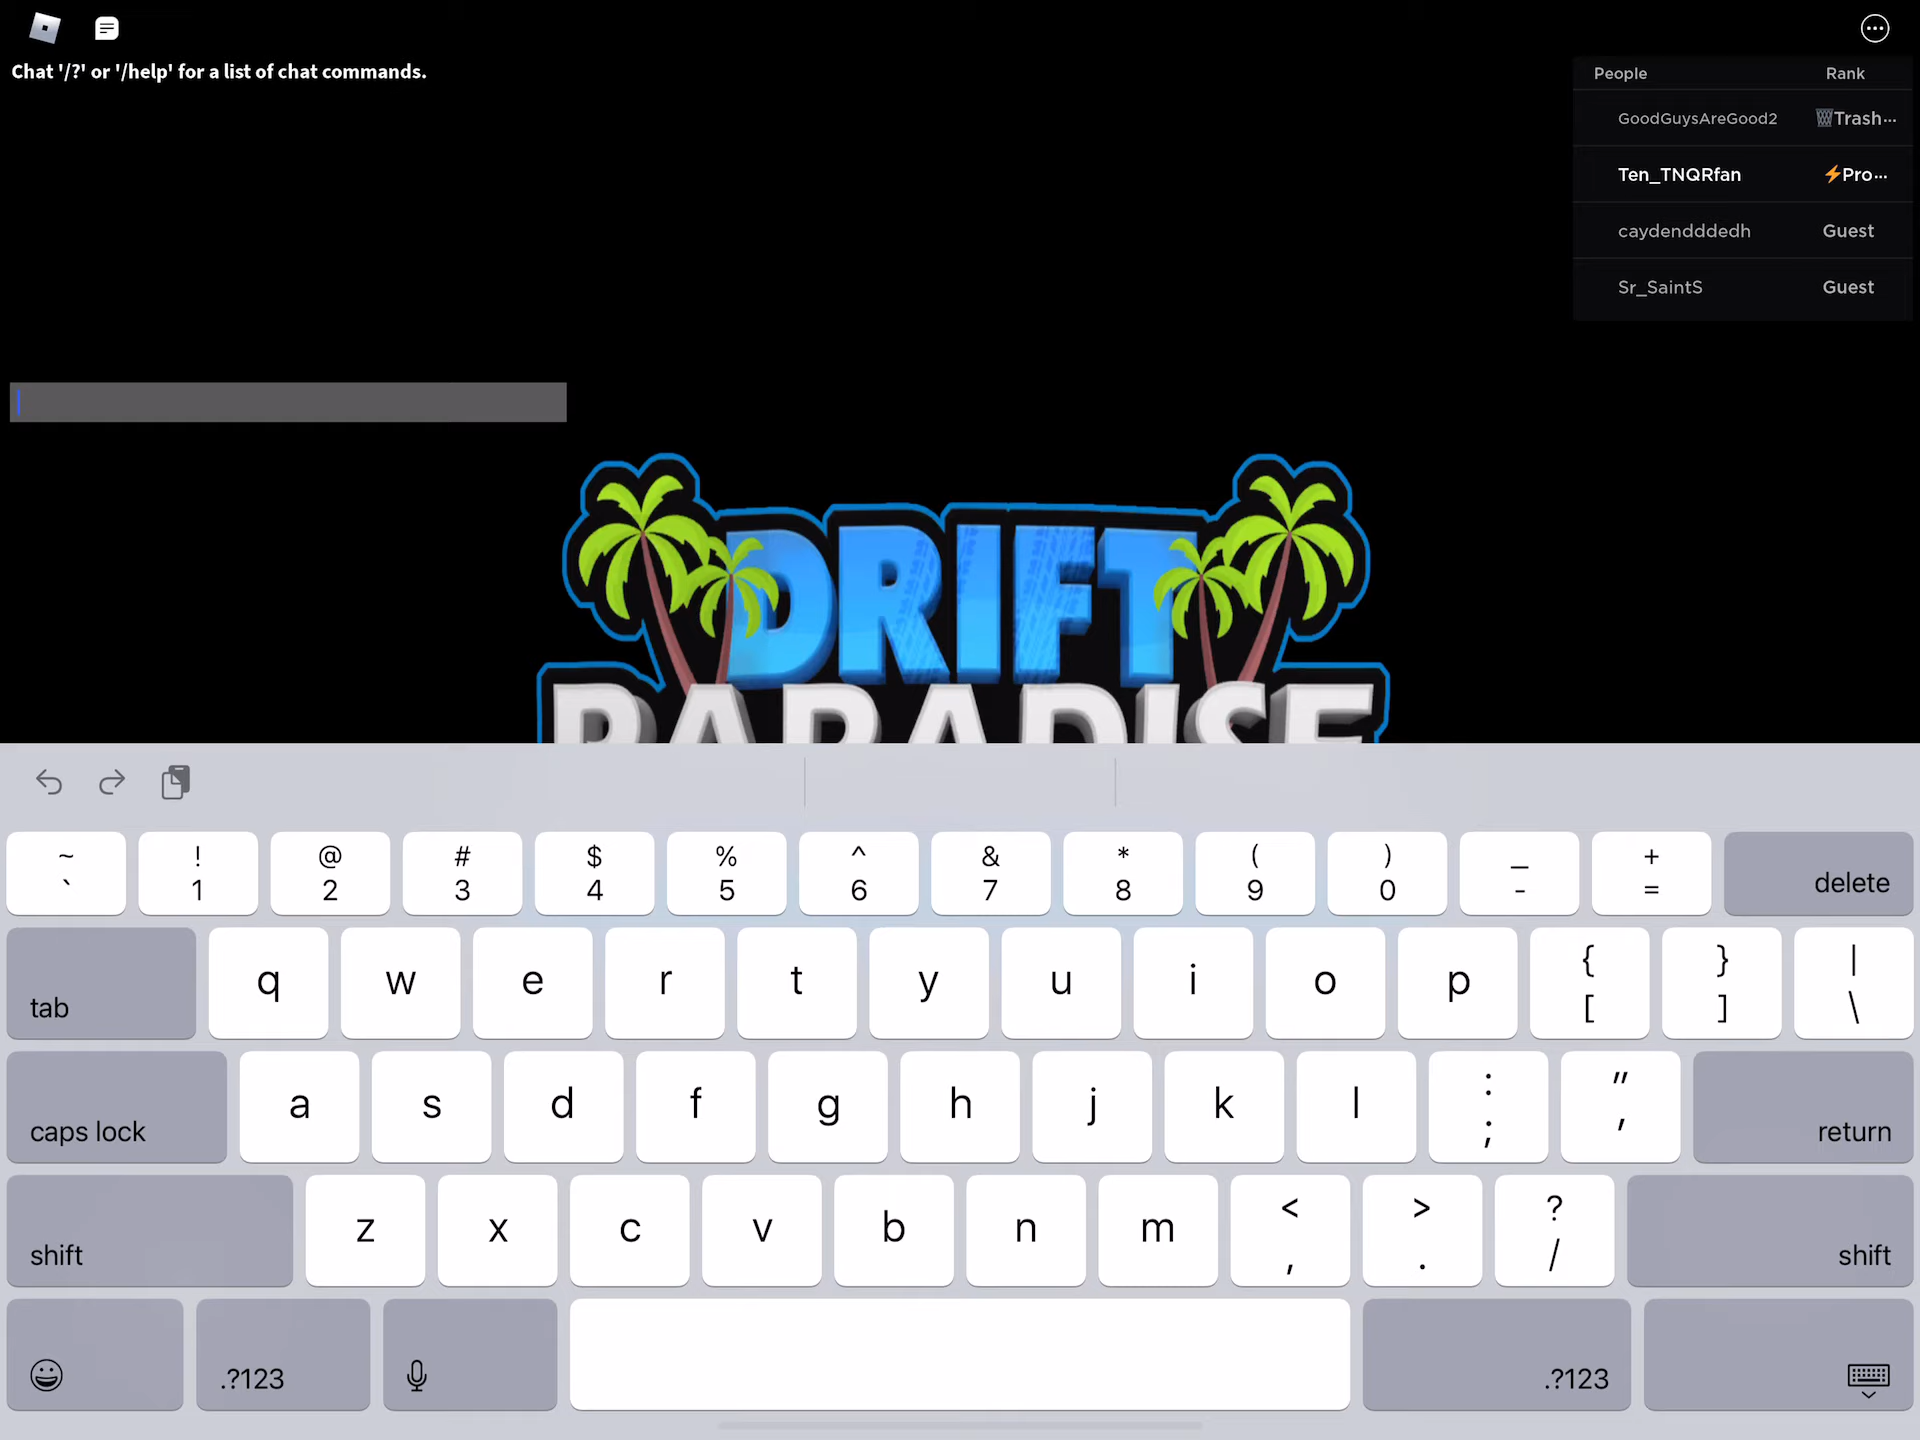 Chat '/?' or '/help' for a list of chat commands.
People Rank
GoodGuysAreGood2 Trash...
Ten_TNQRfan ⚡Pro...
caydendddedh Guest
Sr_SaintS Guest
DRIFT
PARADISE
~ ! @ # $ % ^ & * ( ) _ +
` 1 2 3 4 5 6 7 8 9 0 - = delete
tab q w e r t y u i o p { [ } ] | \
caps lock a s d f g h j k l : ; " ' return
shift z x c v b n m < , > . ? / shift
.?123 .?123